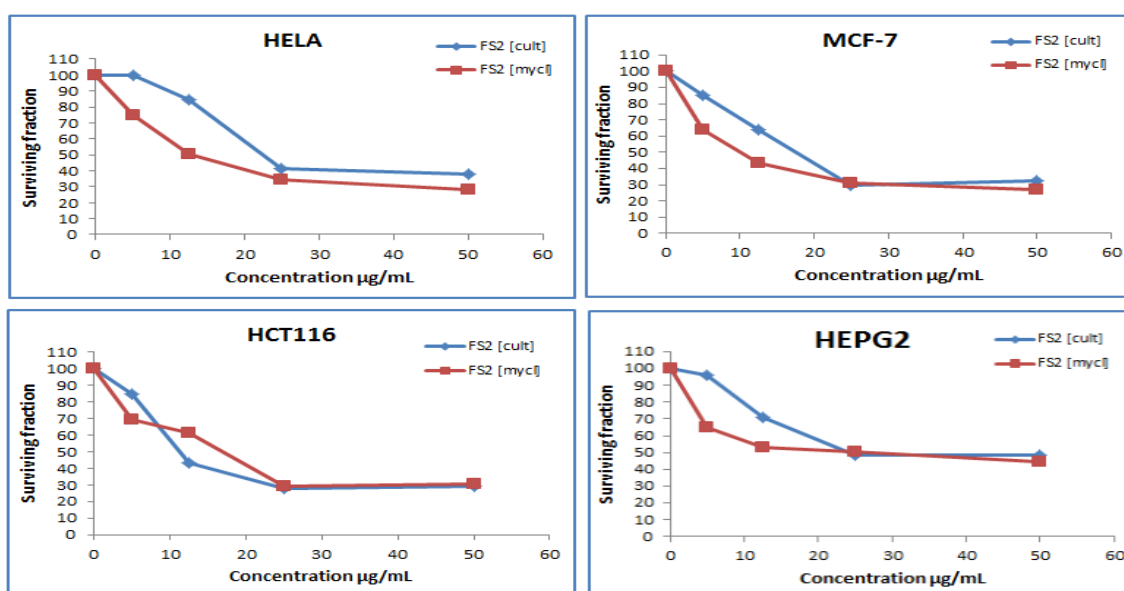 HELA
FS2 [cult]
FS2 [mycl]
110
100
90
80
70
60
50
40
30
20
10
0
Surviving fraction
0 10 20 30 40 50 60
Concentration µg/mL
MCF-7
FS2 [cult]
FS2 [mycl]
110
100
90
80
70
60
50
40
30
20
10
0
Surviving fraction
0 10 20 30 40 50 60
Concentration µg/mL
HCT116
FS2 [cult]
FS2 [mycl]
110
100
90
80
70
60
50
40
30
20
10
0
Surviving fraction
0 10 20 30 40 50 60
Concentration µg/mL
HEPG2
FS2 [cult]
FS2 [mycl]
110
100
90
80
70
60
50
40
30
20
10
0
Surviving fraction
0 10 20 30 40 50 60
Concentration µg/mL